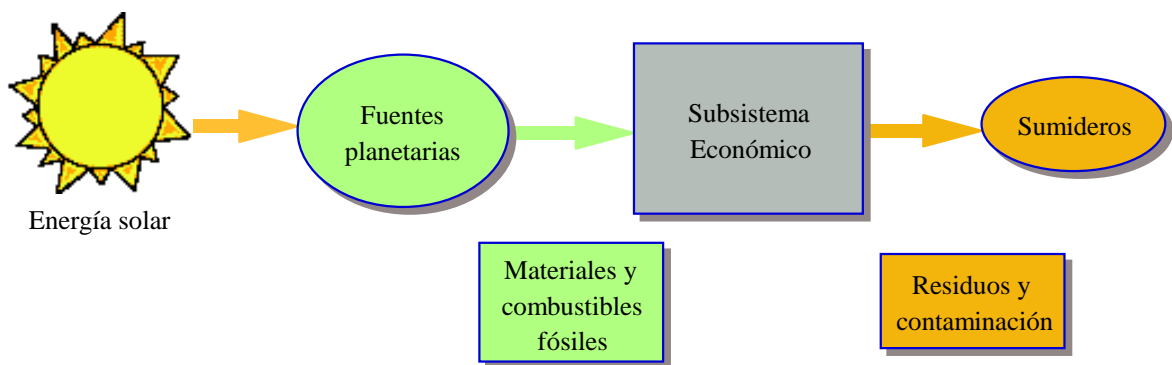 Energía solar
Fuentes
planetarias
Subsistema
Económico
Sumideros
Materiales y
combustibles
fósiles
Residuos y
contaminación